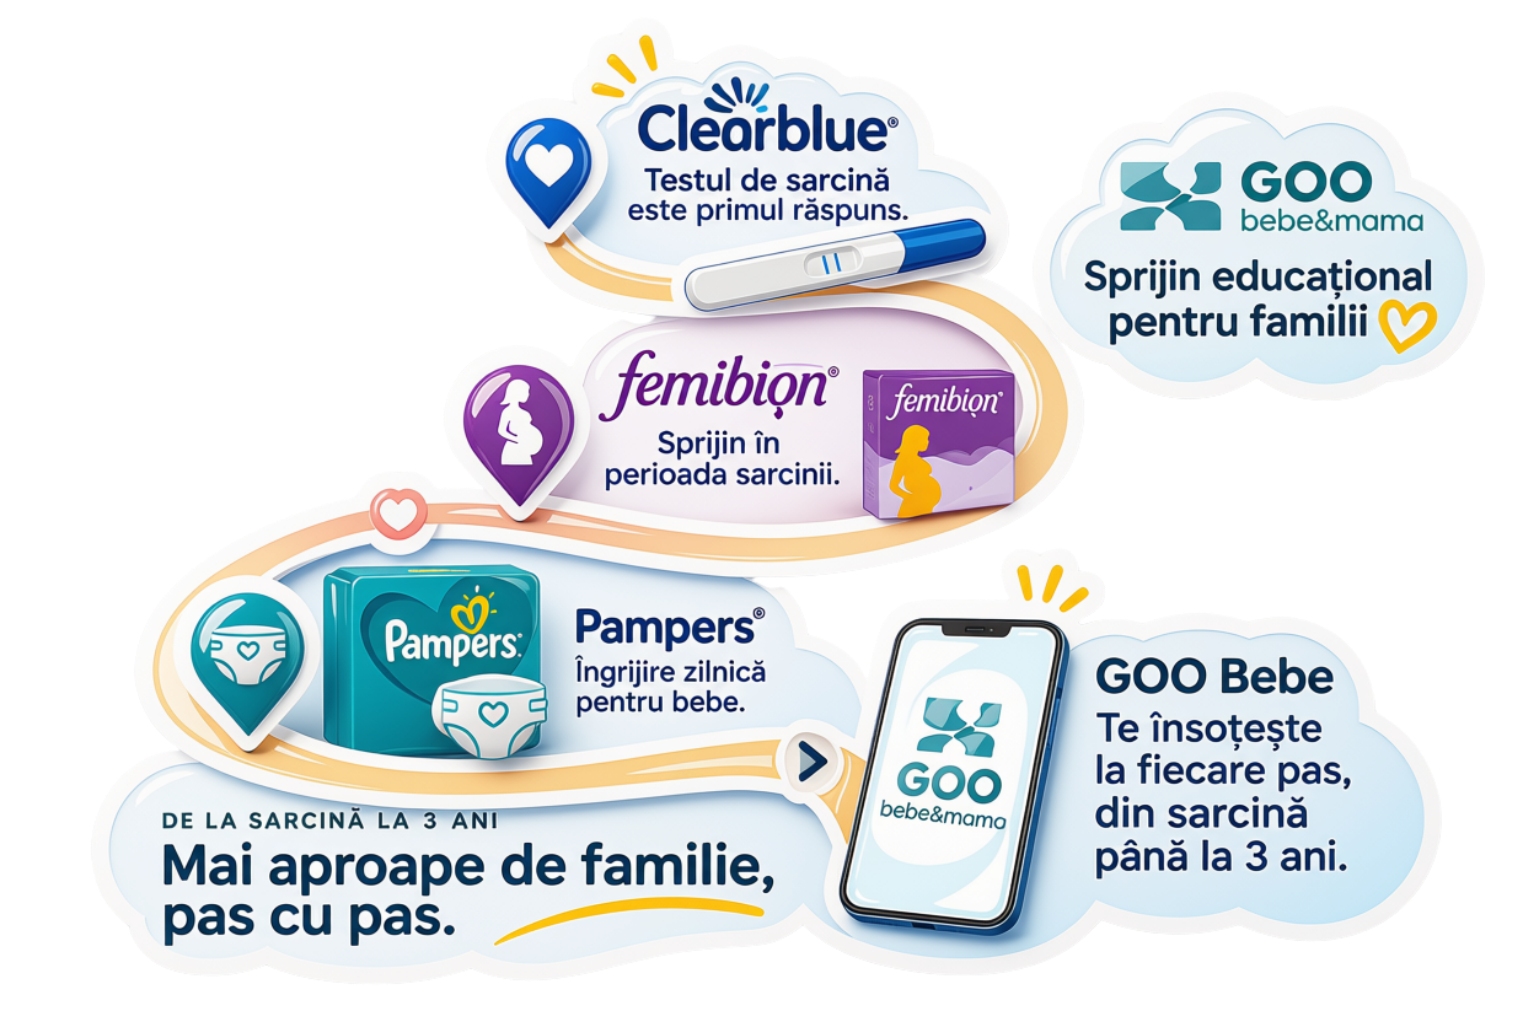 Clearblue®
Testul de sarcină
este primul răspuns.
GOO
bebe&mama
Sprijin educațional
pentru familii
femibion®
Sprijin în
perioada sarcinii.
femibion®
Pampers
Pampers®
Îngrijire zilnică
pentru bebe.
GOO
bebe&mama
GOO Bebe
Te însoțește
la fiecare pas,
din sarcină
până la 3 ani.
DE LA SARCINĂ LA 3 ANI
Mai aproape de familie,
pas cu pas.